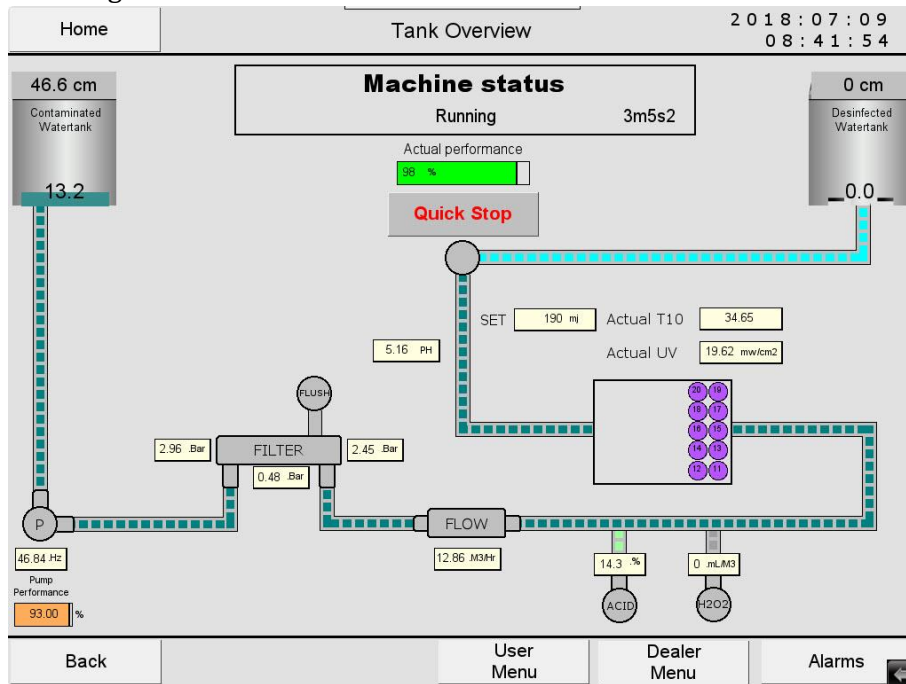 Home
Tank Overview
2018:07:09
08:41:54
46.6 cm
Contaminated
Watertank
13.2
Machine status
Running 3m5s2
0 cm
Desinfected
Watertank
0.0
Actual performance
98 %
Quick Stop
SET 190 mj Actual T10 34.65
5.16 PH
Actual UV 19.62 mw/cm2
FLUSH
20 19
18 17
16 15
14 13
12 11
2.96 .Bar FILTER 2.45 .Bar
0.48 .Bar
P
FLOW
46.84 .Hz
12.86 .M3/Hr
14.3 .%
0 .mL/M3
Pump
Performance
93.00 %
ACID
H2O2
Back
User
Menu
Dealer
Menu
Alarms